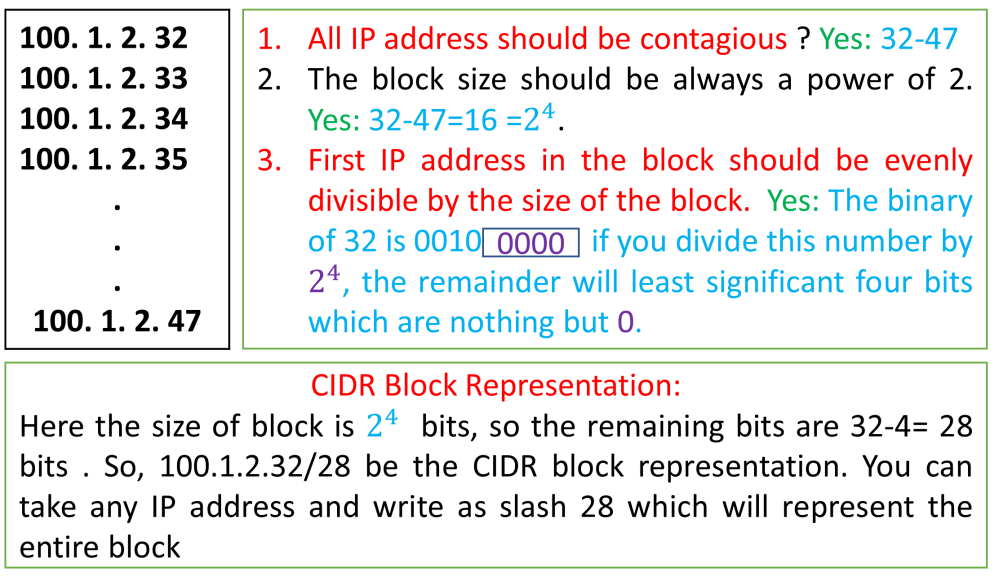 100. 1. 2. 32
100. 1. 2. 33
100. 1. 2. 34
100. 1. 2. 35
.
.
.
100. 1. 2. 47
1. All IP address should be contagious ? Yes: 32-47
2. The block size should be always a power of 2.
Yes: 32-47=16 =2⁴.
3. First IP address in the block should be evenly
divisible by the size of the block. Yes: The binary
of 32 is 0010 0000 if you divide this number by
2⁴, the remainder will least significant four bits
which are nothing but 0.
CIDR Block Representation:
Here the size of block is 2⁴ bits, so the remaining bits are 32-4= 28
bits . So, 100.1.2.32/28 be the CIDR block representation. You can
take any IP address and write as slash 28 which will represent the
entire block